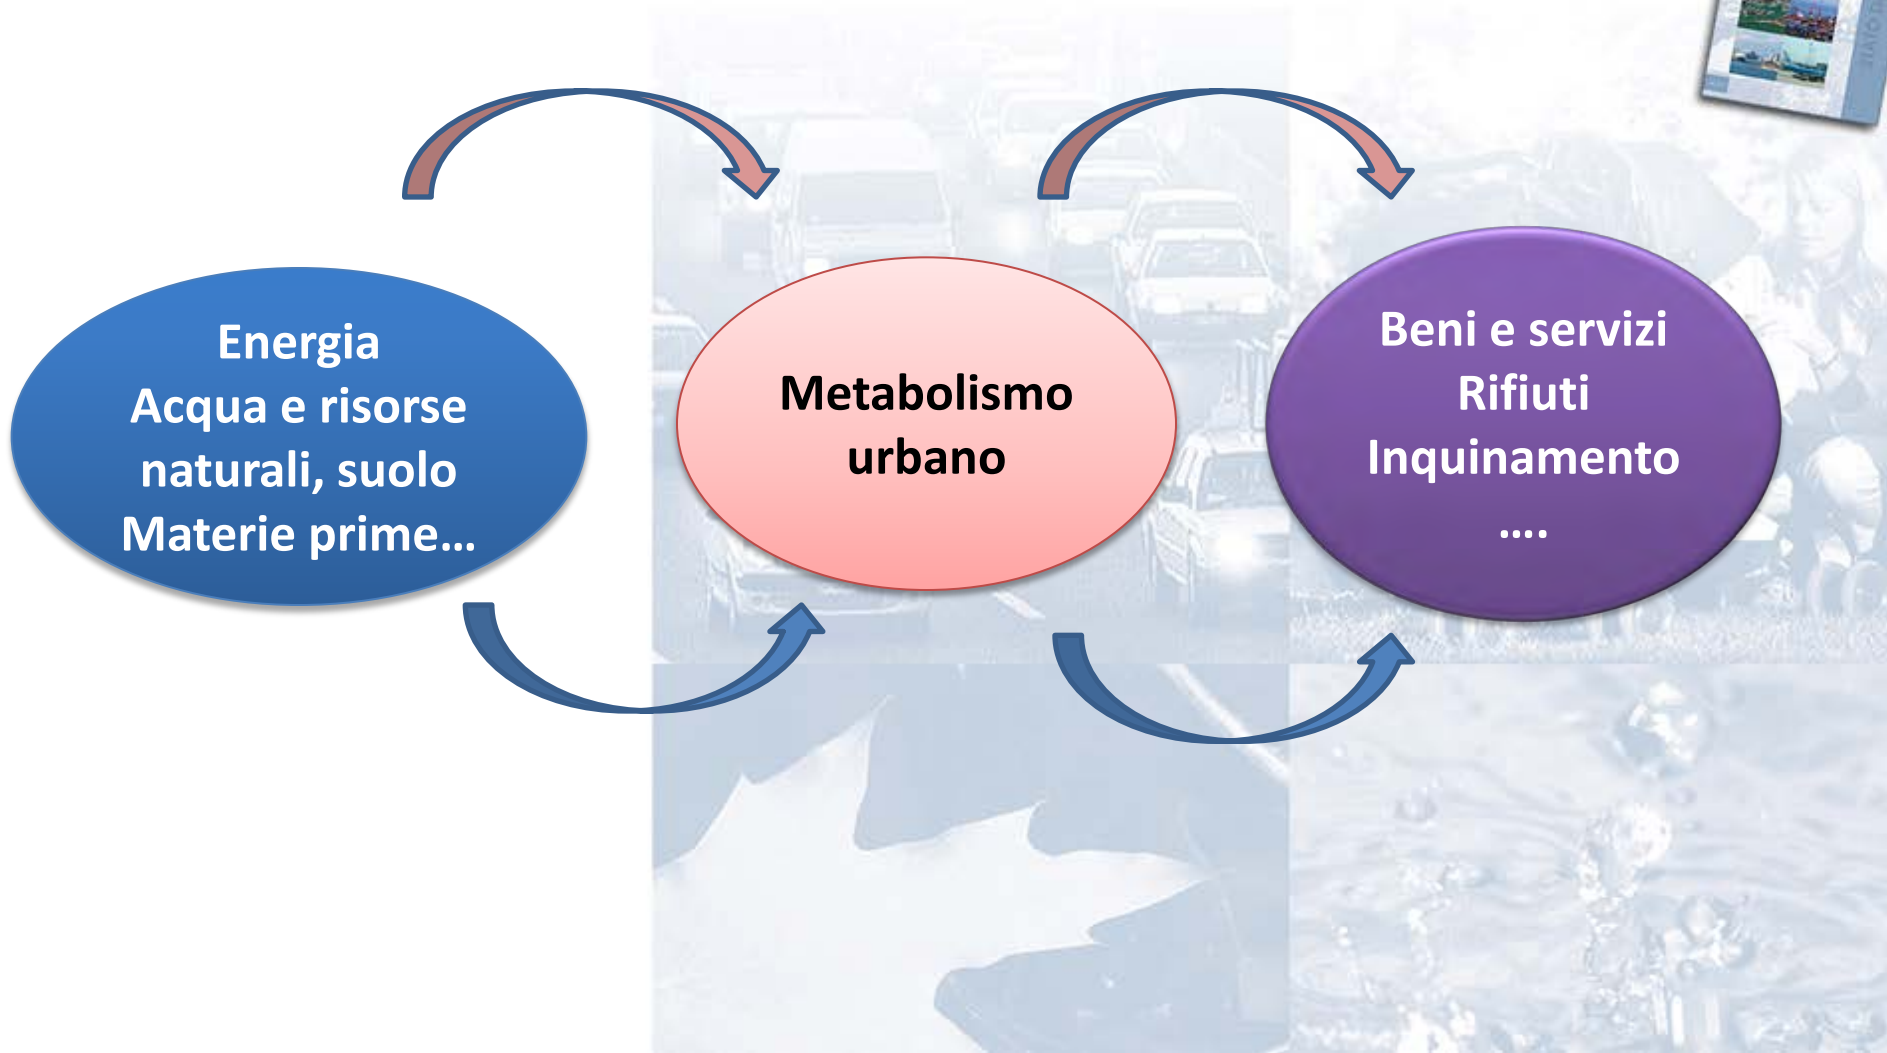 Energia
Acqua e risorse
naturali, suolo
Materie prime...
Metabolismo
urbano
Beni e servizi
Rifiuti
Inquinamento
....